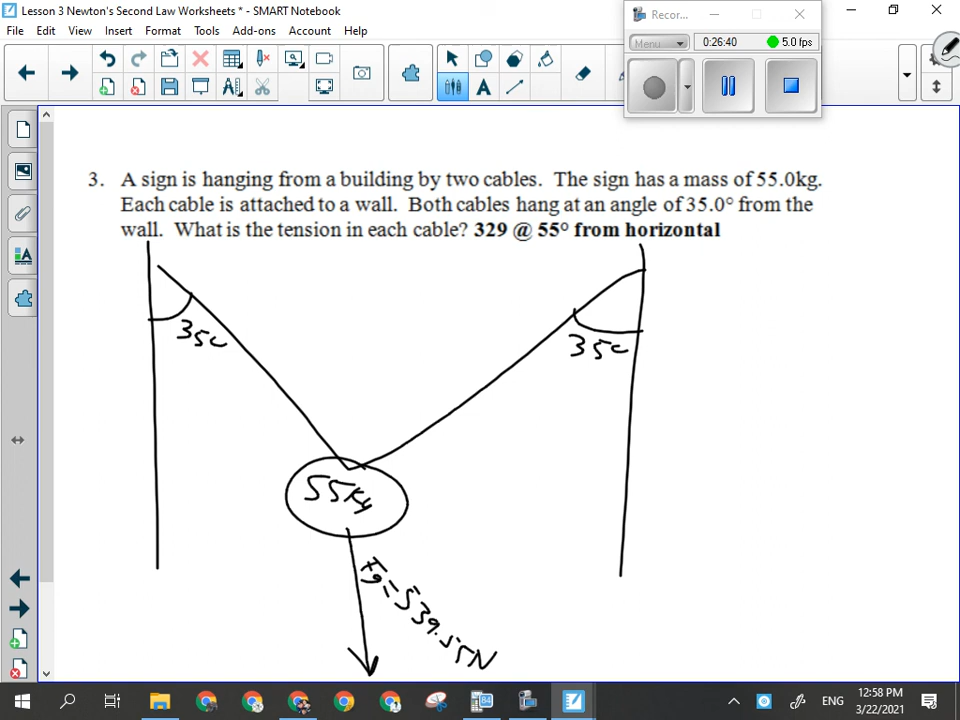 Lesson 3 Newton's Second Law Worksheets * - SMART Notebook
File Edit View Insert Format Tools Add-ons Account Help
Recor...
Menu 0:26:40 5.0 fps
3. A sign is hanging from a building by two cables. The sign has a mass of 55.0kg.
Each cable is attached to a wall. Both cables hang at an angle of 35.0° from the
wall. What is the tension in each cable? 329 @ 55° from horizontal
35°
35°
55kg
Fg=539.55N
12:58 PM
ENG
3/22/2021